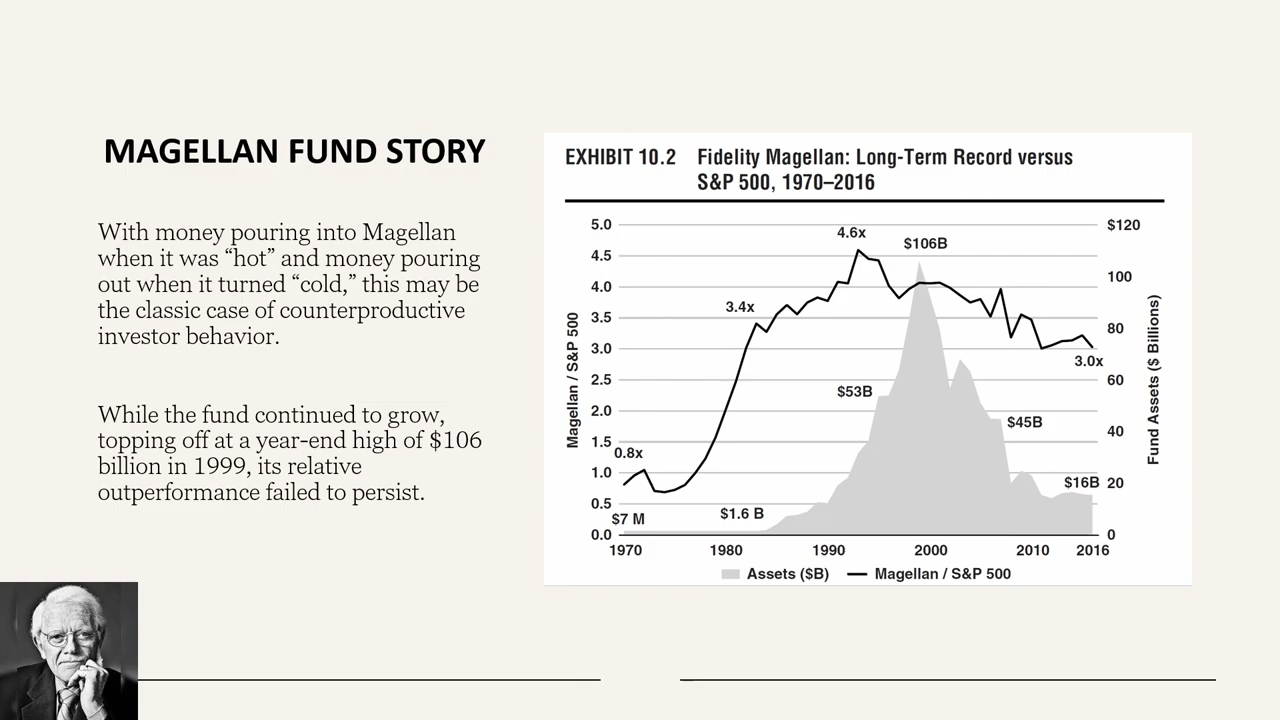 MAGELLAN FUND STORY
With money pouring into Magellan
when it was “hot” and money pouring
out when it turned “cold,” this may be
the classic case of counterproductive
investor behavior.
While the fund continued to grow,
topping off at a year-end high of $106
billion in 1999, its relative
outperformance failed to persist.
EXHIBIT 10.2 Fidelity Magellan: Long-Term Record versus
S&P 500, 1970–2016
Magellan / S&P 500
5.0
4.5
4.0
3.5
3.0
2.5
2.0
1.5
1.0
0.5
0.0
0.8x
3.4x
4.6x
3.0x
$7 M
$1.6 B
$53B
$106B
$45B
$16B
$120
100
80
60
40
20
0
Fund Assets ($ Billions)
1970 1980 1990 2000 2010 2016
Assets ($B) Magellan / S&P 500